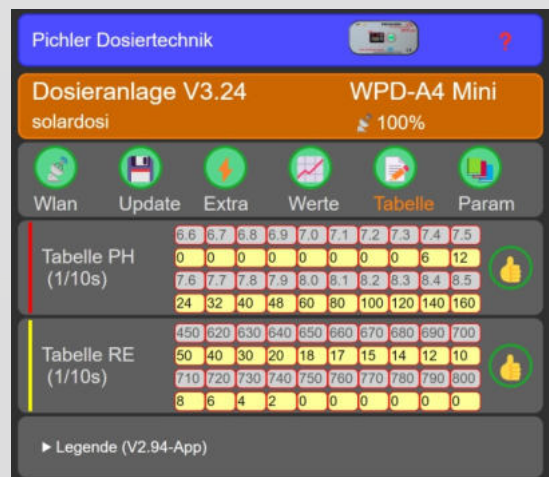 Pichler Dosiertechnik ?
Dosieranlage V3.24 WPD-A4 Mini
solardosi 100%
Wlan Update Extra Werte Tabelle Param
6.6 6.7 6.8 6.9 7.0 7.1 7.2 7.3 7.4 7.5
Tabelle PH 0 0 0 0 0 0 0 0 6 12
(1/10s) 7.6 7.7 7.8 7.9 8.0 8.1 8.2 8.3 8.4 8.5
24 32 40 48 60 80 100 120 140 160
450 620 630 640 650 660 670 680 690 700
Tabelle RE 50 40 30 20 18 17 15 14 12 10
(1/10s) 710 720 730 740 750 760 770 780 790 800
8 6 4 2 0 0 0 0 0 0
▶ Legende (V2.94-App)